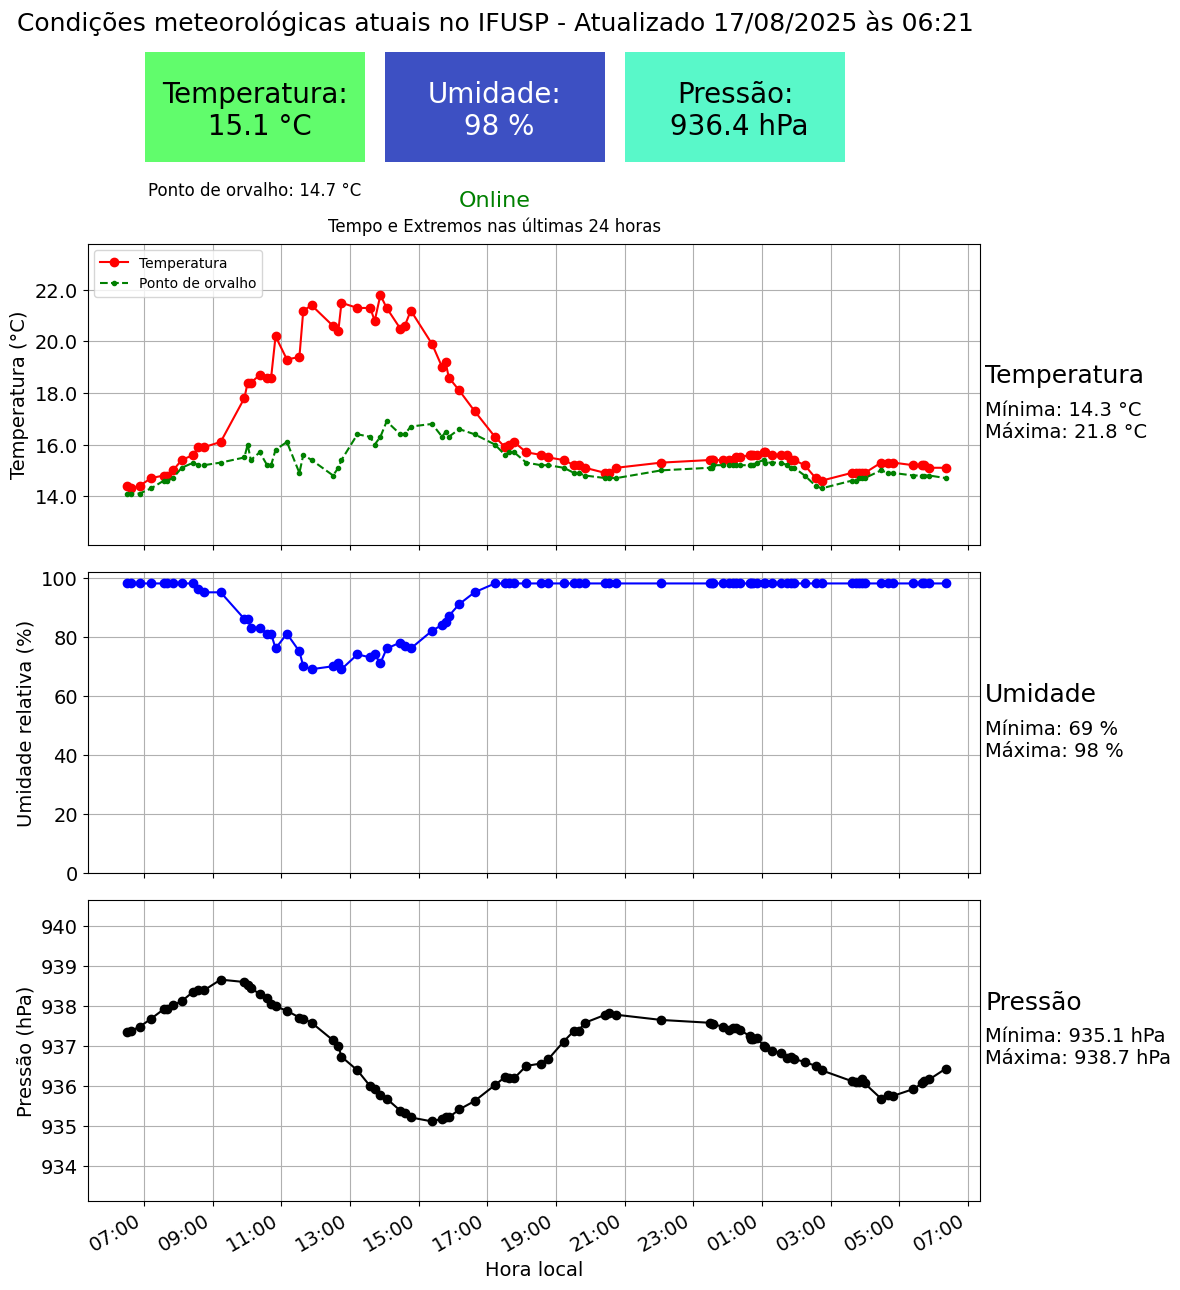 Condições meteorológicas atuais no IFUSP - Atualizado 17/08/2025 às 06:21
Temperatura:
15.1 °C
Umidade:
98 %
Pressão:
936.4 hPa
Ponto de orvalho: 14.7 °C
Online
Tempo e Extremos nas últimas 24 horas
Temperatura
Ponto de orvalho
Temperatura (°C)
22.0
20.0
18.0
16.0
14.0
Temperatura
Mínima: 14.3 °C
Máxima: 21.8 °C
Umidade relativa (%)
100
80
60
40
20
0
Umidade
Mínima: 69 %
Máxima: 98 %
Pressão (hPa)
940
939
938
937
936
935
934
Pressão
Mínima: 935.1 hPa
Máxima: 938.7 hPa
07:00 09:00 11:00 13:00 15:00 17:00 19:00 21:00 23:00 01:00 03:00 05:00 07:00
Hora local